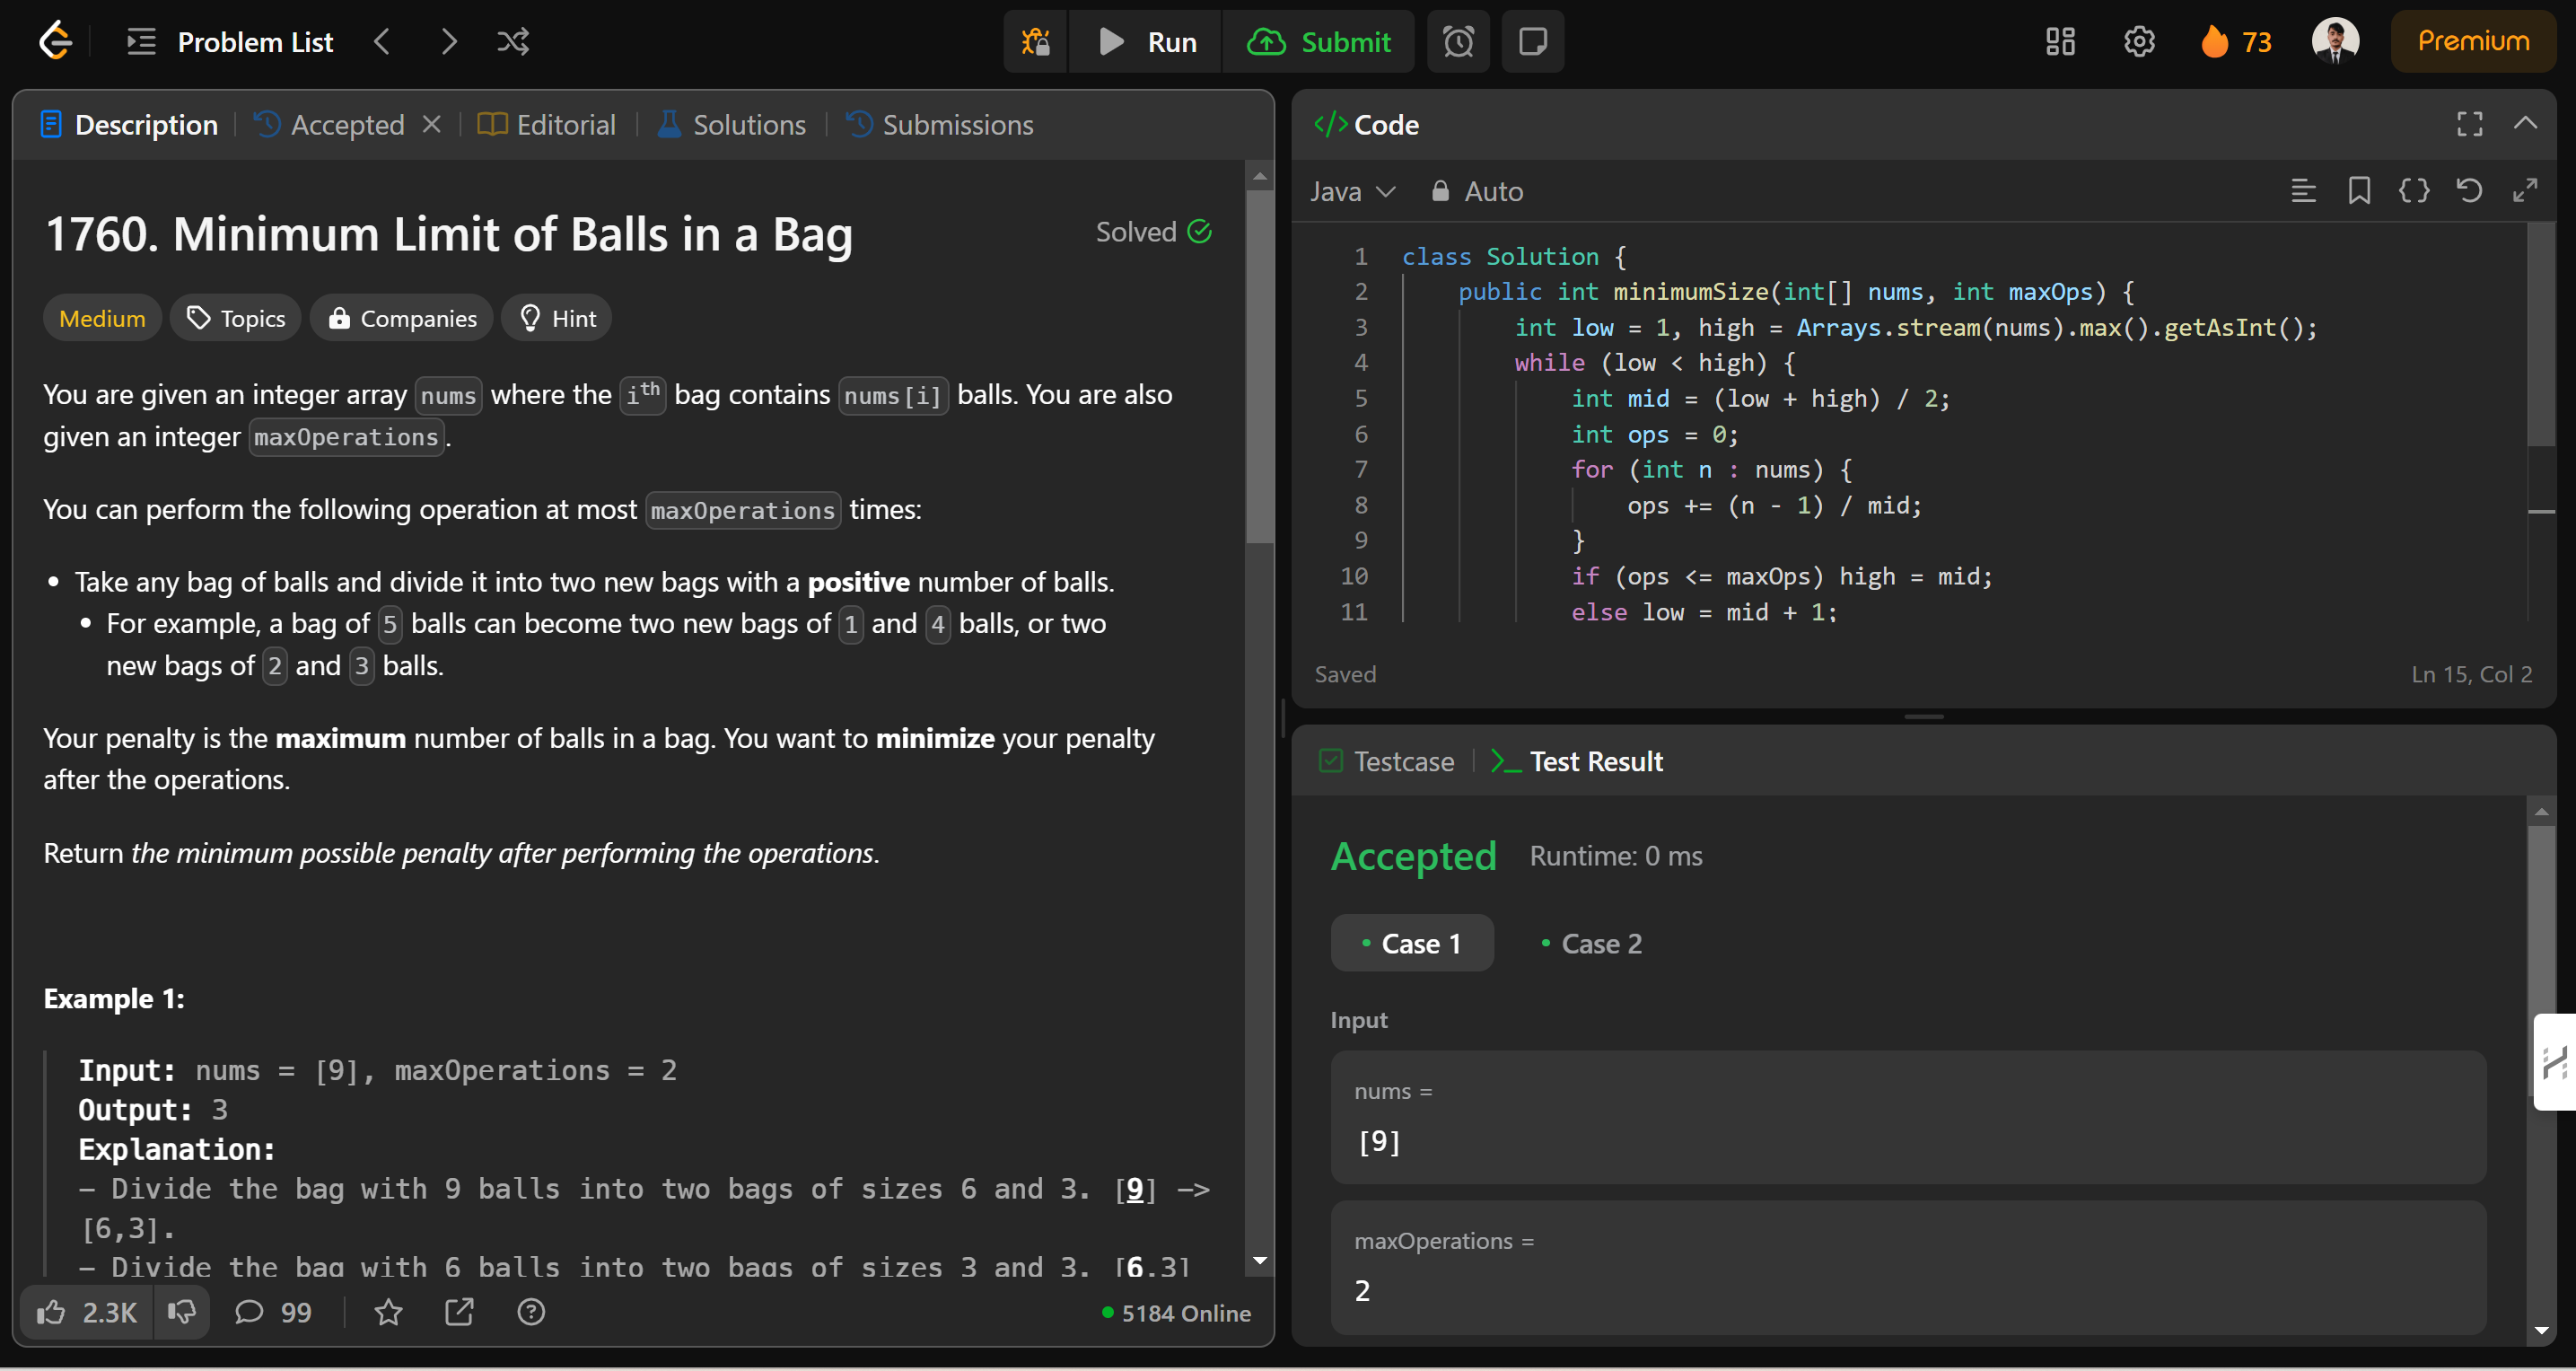 Problem List
Run
Submit
73
Premium
Description
Accepted
Editorial
Solutions
Submissions
1760. Minimum Limit of Balls in a Bag
Solved
Medium
Topics
Companies
Hint
You are given an integer array nums where the ith bag contains nums[i] balls. You are also
given an integer maxOperations.
You can perform the following operation at most maxOperations times:
• Take any bag of balls and divide it into two new bags with a positive number of balls.
• For example, a bag of 5 balls can become two new bags of 1 and 4 balls, or two
new bags of 2 and 3 balls.
Your penalty is the maximum number of balls in a bag. You want to minimize your penalty
after the operations.
Return the minimum possible penalty after performing the operations.
Example 1:
Input: nums = [9], maxOperations = 2
Output: 3
Explanation:
- Divide the bag with 9 balls into two bags of sizes 6 and 3. [9] ->
[6,3].
- Divide the bag with 6 balls into two bags of sizes 3 and 3. [6,3]
2.3K
99
5184 Online
</> Code
Java
Auto
1 class Solution {
2 public int minimumSize(int[] nums, int maxOps) {
3 int low = 1, high = Arrays.stream(nums).max().getAsInt();
4 while (low < high) {
5 int mid = (low + high) / 2;
6 int ops = 0;
7 for (int n : nums) {
8 ops += (n - 1) / mid;
9 }
10 if (ops <= maxOps) high = mid;
11 else low = mid + 1;
Saved
Ln 15, Col 2
Testcase
>_ Test Result
Accepted
Runtime: 0 ms
• Case 1
• Case 2
Input
nums =
[9]
maxOperations =
2